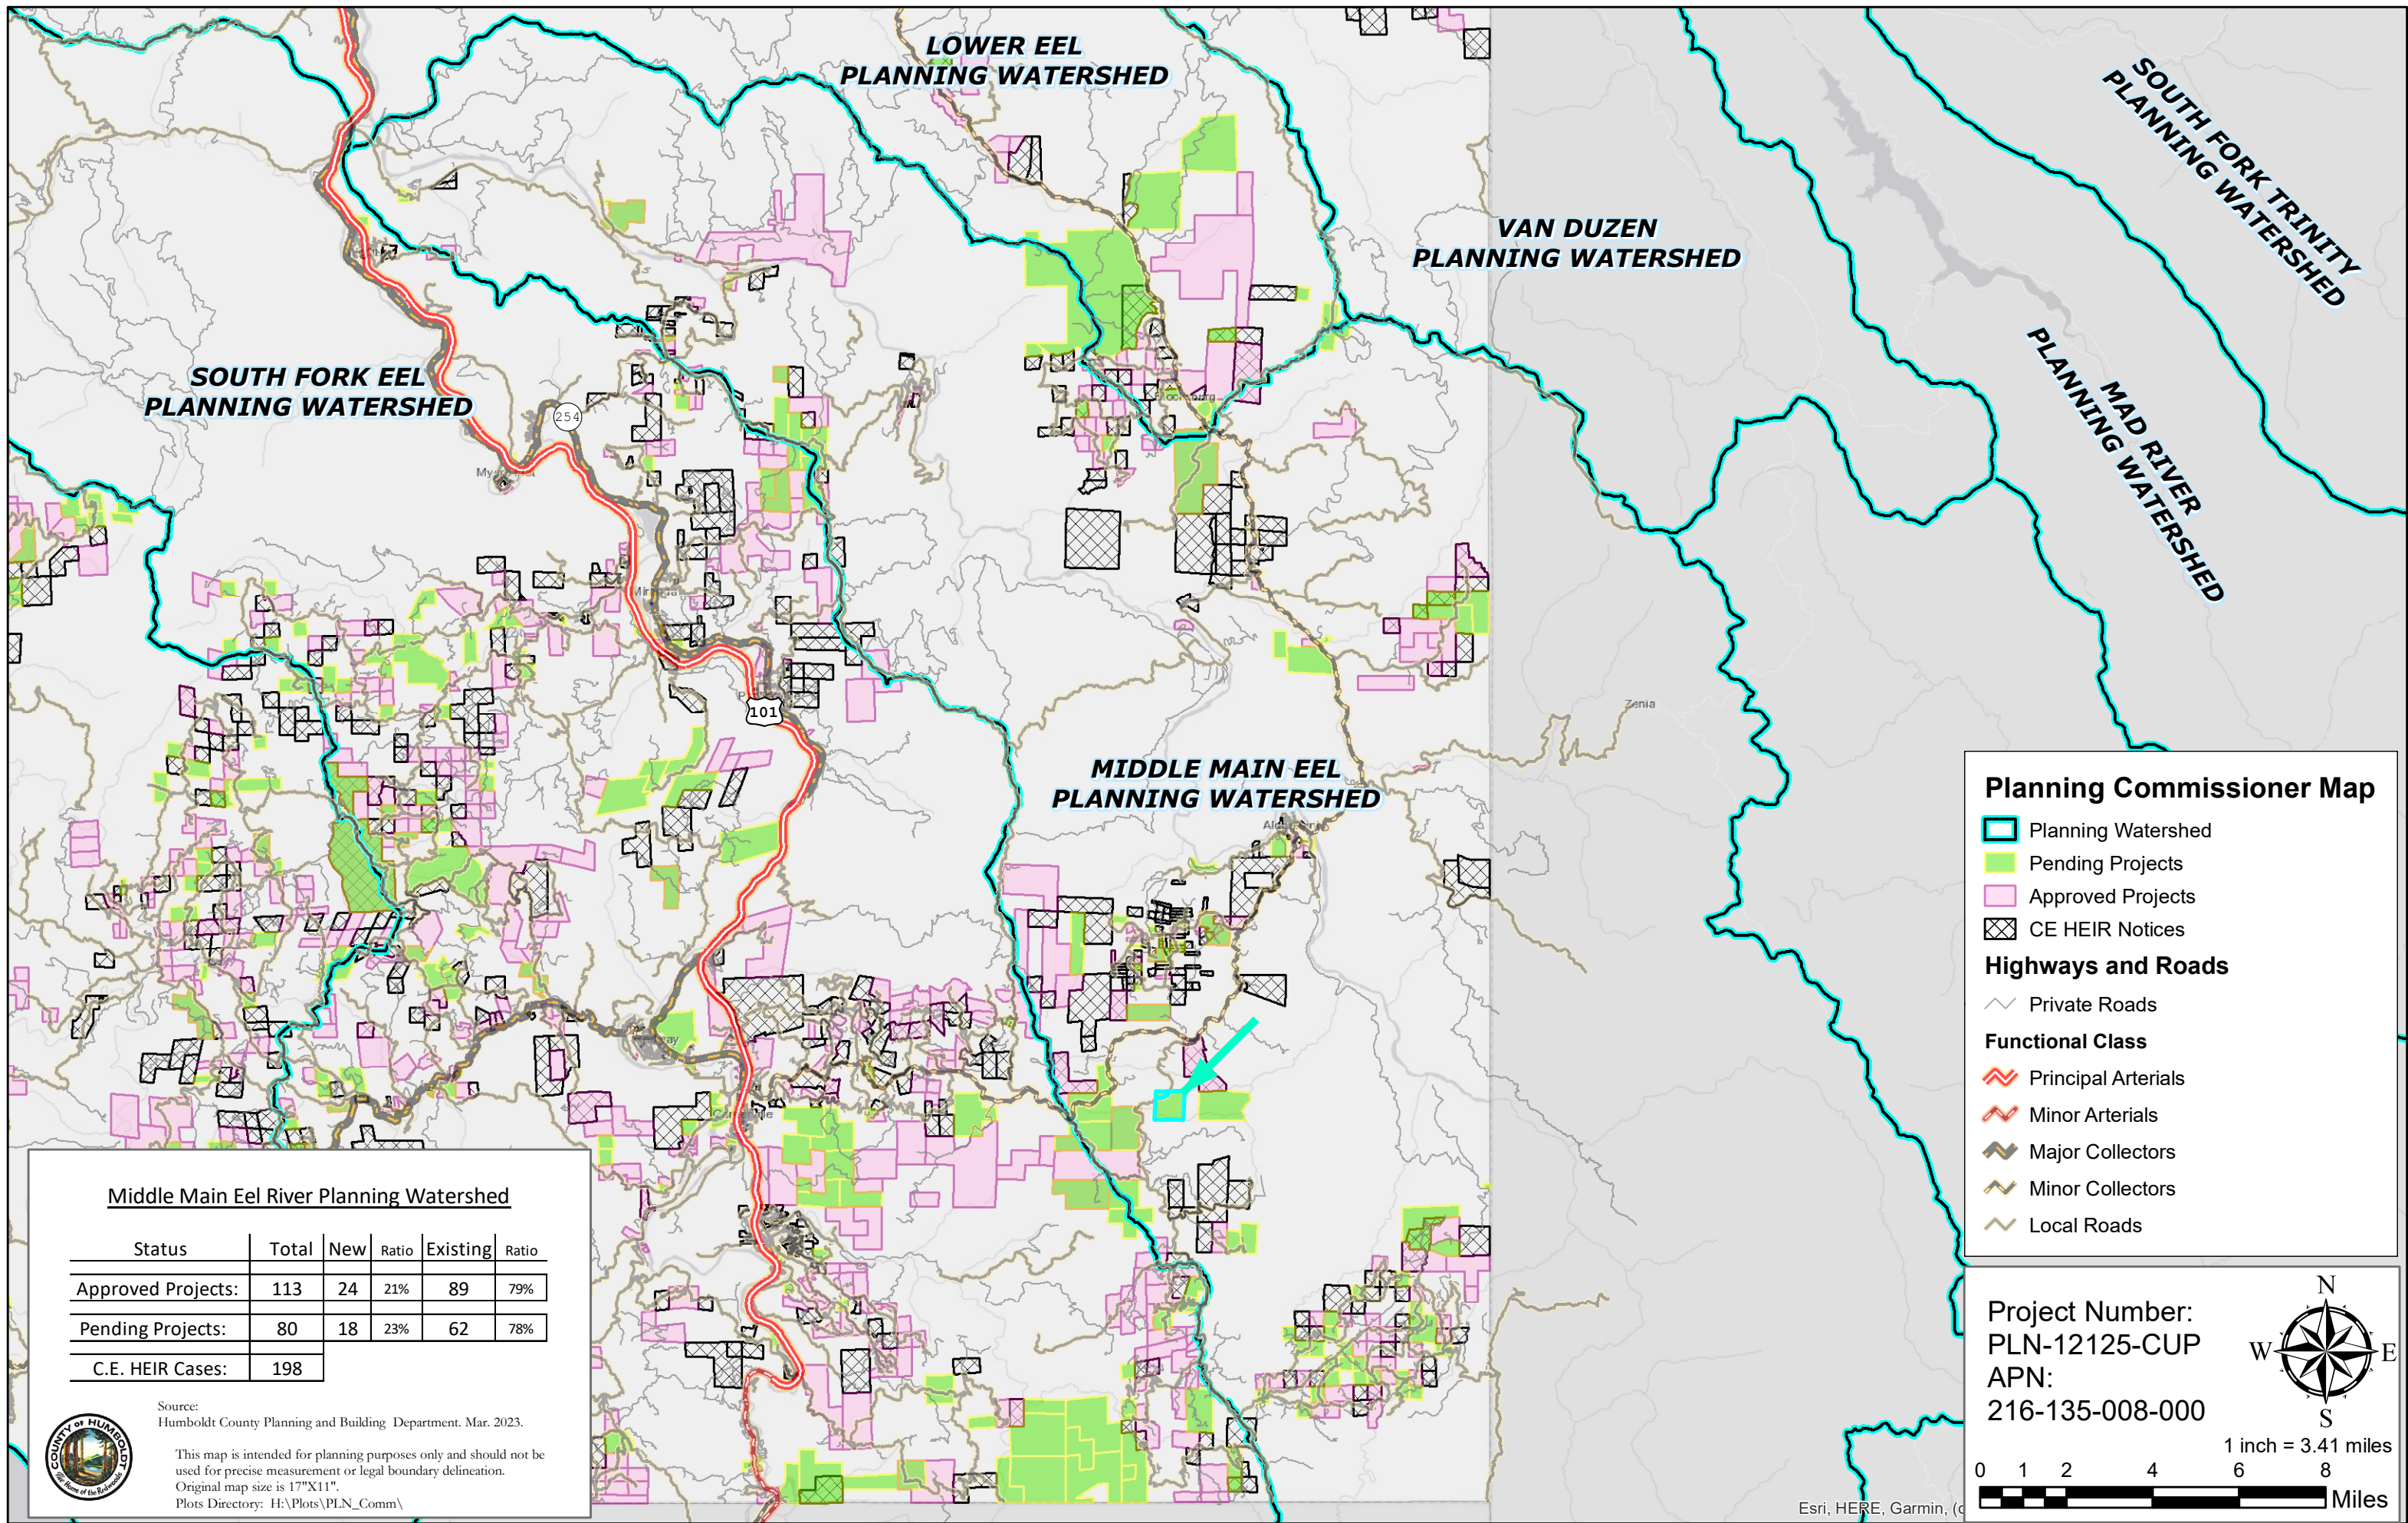 LOWER EEL
PLANNING WATERSHED
SOUTH FORK TRINITY
PLANNING WATERSHED
VAN DUZEN
PLANNING WATERSHED
MAD RIVER
PLANNING WATERSHED
SOUTH FORK EEL
PLANNING WATERSHED
254
101
Zenia
MIDDLE MAIN EEL
PLANNING WATERSHED
Planning Commissioner Map
Planning Watershed
Pending Projects
Approved Projects
CE HEIR Notices
Highways and Roads
Private Roads
Functional Class
Principal Arterials
Minor Arterials
Major Collectors
Minor Collectors
Local Roads
Middle Main Eel River Planning Watershed
Status Total New Ratio Existing Ratio
Approved Projects: 113 24 21% 89 79%
Pending Projects: 80 18 23% 62 78%
C.E. HEIR Cases: 198
Source:
Humboldt County Planning and Building Department. Mar. 2023.
This map is intended for planning purposes only and should not be
used for precise measurement or legal boundary delineation.
Original map size is 17"X11".
Plots Directory: H:\Plots\PLN_Comm\
COUNTY OF HUMBOLDT
The Home of the Redwoods
Project Number:
PLN-12125-CUP
APN:
216-135-008-000
N
W E
S
1 inch = 3.41 miles
0 1 2 4 6 8
Miles
Esri, HERE, Garmin, (c